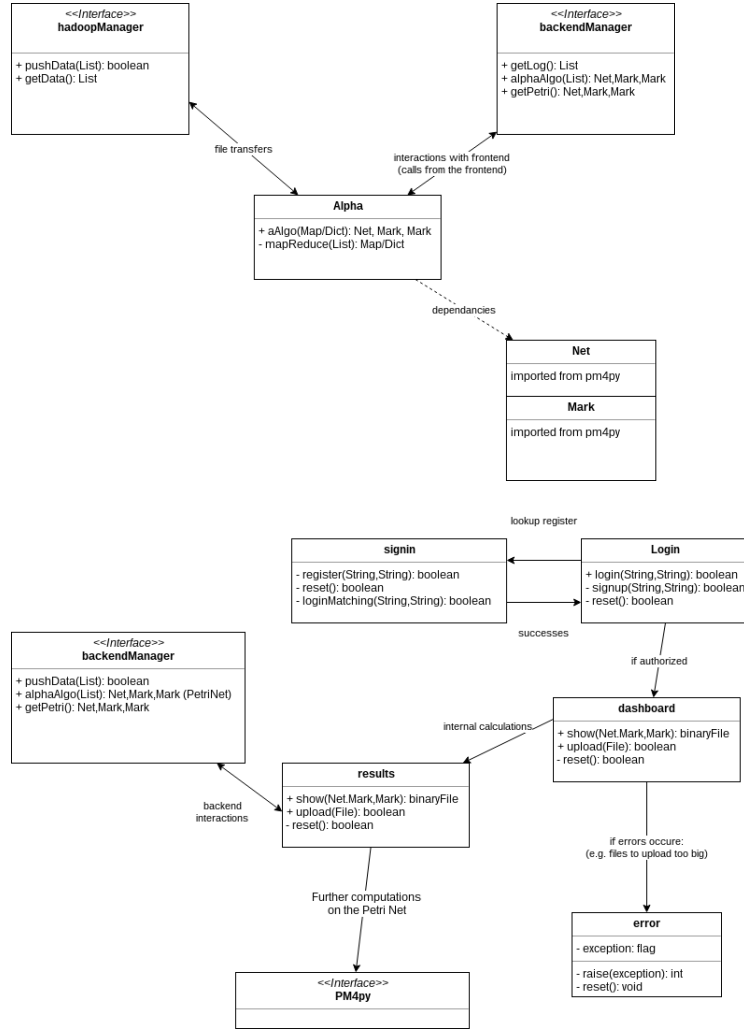 <<Interface>>
hadoopManager
+ pushData(List): boolean
+ getData(): List
<<Interface>>
backendManager
+ getLog(): List
+ alphaAlgo(List): Net,Mark,Mark
+ getPetri(): Net,Mark,Mark
file transfers
interactions with frontend
(calls from the frontend)
Alpha
+ aAlgo(Map/Dict): Net, Mark, Mark
- mapReduce(List): Map/Dict
dependancies
Net
imported from pm4py
Mark
imported from pm4py
lookup register
signin
- register(String,String): boolean
- reset(): boolean
- loginMatching(String,String): boolean
Login
+ login(String,String): boolean
- signup(String,String): boolean
- reset(): boolean
successes
if authorized
<<Interface>>
backendManager
+ pushData(List): boolean
+ alphaAlgo(List): Net,Mark,Mark (PetriNet)
+ getPetri(): Net,Mark,Mark
dashboard
+ show(Net.Mark,Mark): binaryFile
+ upload(File): boolean
- reset(): boolean
internal calculations
results
+ show(Net.Mark,Mark): binaryFile
+ upload(File): boolean
- reset(): boolean
backend
interactions
if errors occure:
(e.g. files to upload too big)
Further computations
on the Petri Net
error
- exception: flag
- raise(exception): int
- reset(): void
<<Interface>>
PM4py